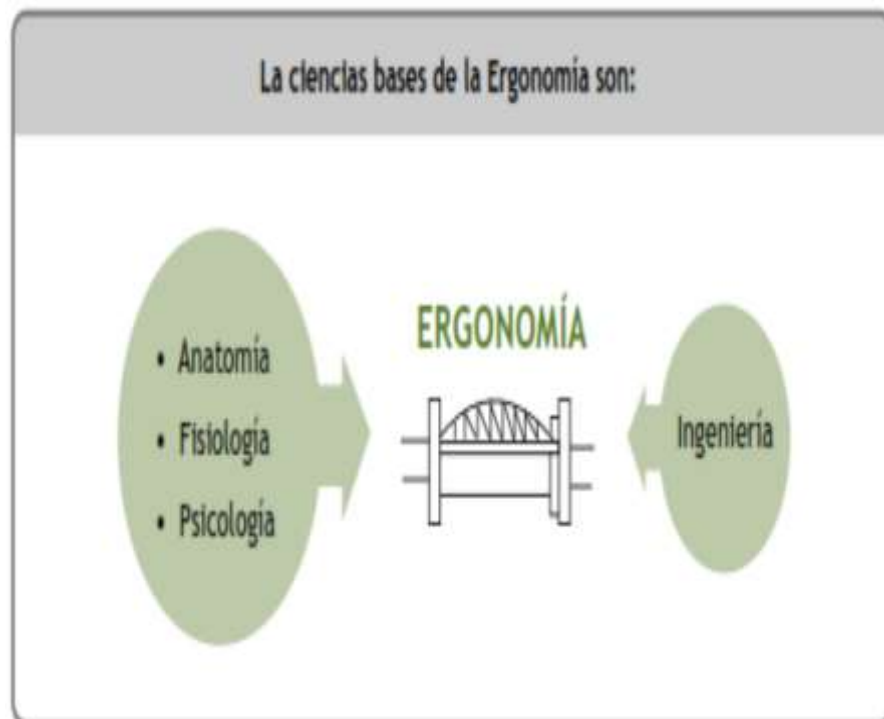 La ciencias bases de la Ergonomía son:
• Anatomía
• Fisiología
• Psicología
ERGONOMÍA
Ingeniería